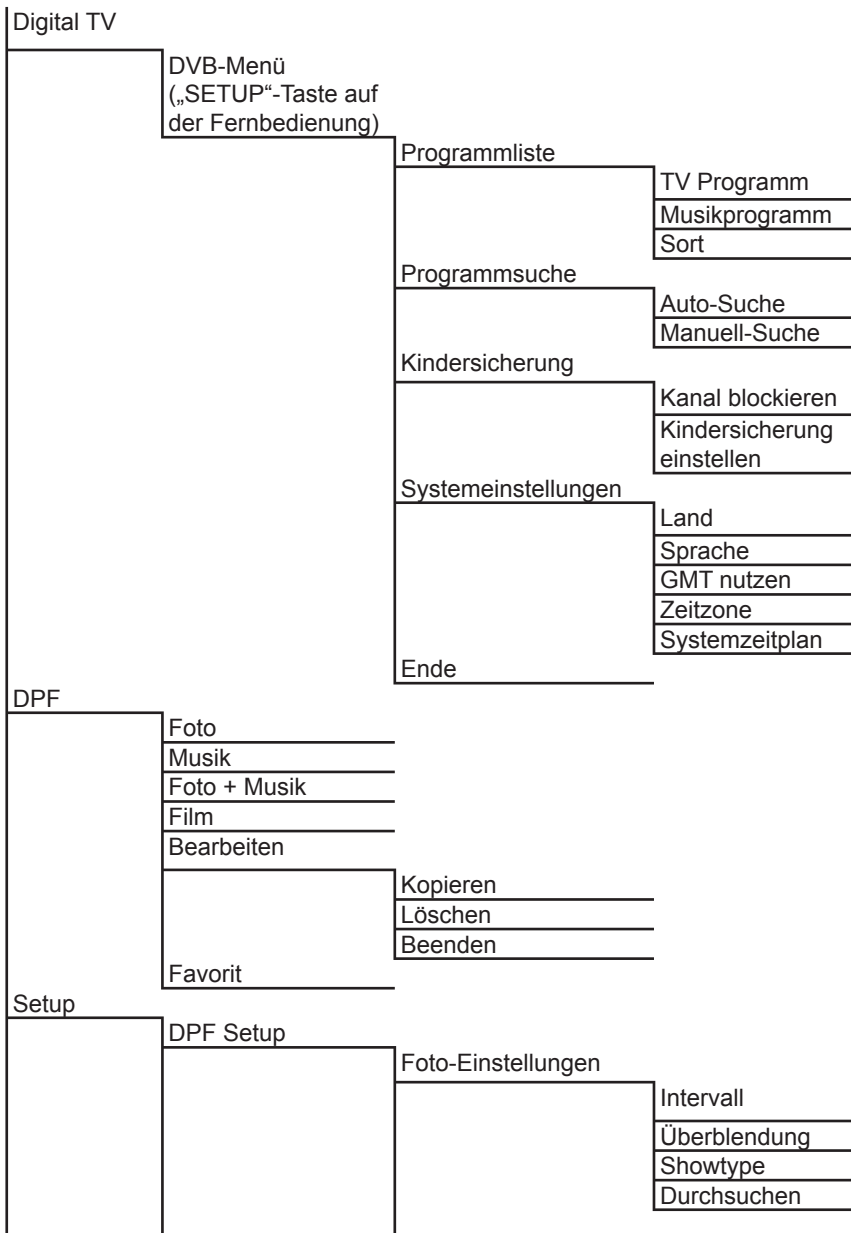 Digital TV
DVB-Menü
(„SETUP“-Taste auf
der Fernbedienung)
Programmliste
TV Programm
Musikprogramm
Sort
Programmsuche
Auto-Suche
Manuell-Suche
Kindersicherung
Kanal blockieren
Kindersicherung
einstellen
Systemeinstellungen
Land
Sprache
GMT nutzen
Zeitzone
Systemzeitplan
Ende
DPF
Foto
Musik
Foto + Musik
Film
Bearbeiten
Kopieren
Löschen
Beenden
Favorit
Setup
DPF Setup
Foto-Einstellungen
Intervall
Überblendung
Showtype
Durchsuchen